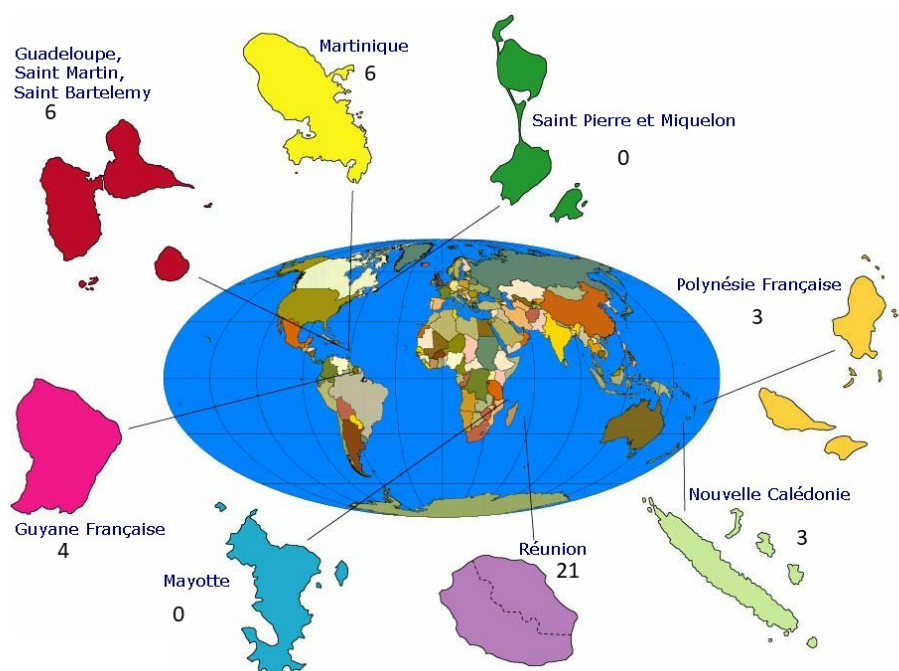 Guadeloupe,
Saint Martin,
Saint Bartelemy
6
Martinique
6
Saint Pierre et Miquelon
0
Polynésie Française
3
Guyane Française
4
Mayotte
0
Réunion
21
Nouvelle Calédonie
3